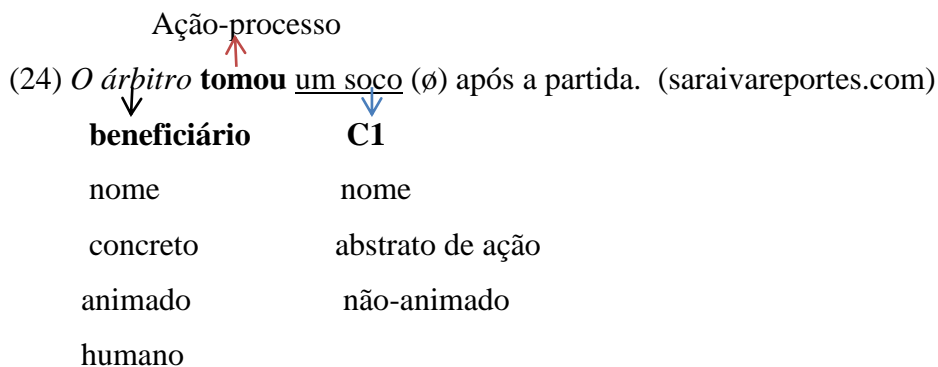 Ação-processo
(24) O árbitro tomou um soco (ø) após a partida. (saraivareportes.com)
beneficiário C1
nome nome
concreto abstrato de ação
animado não-animado
humano